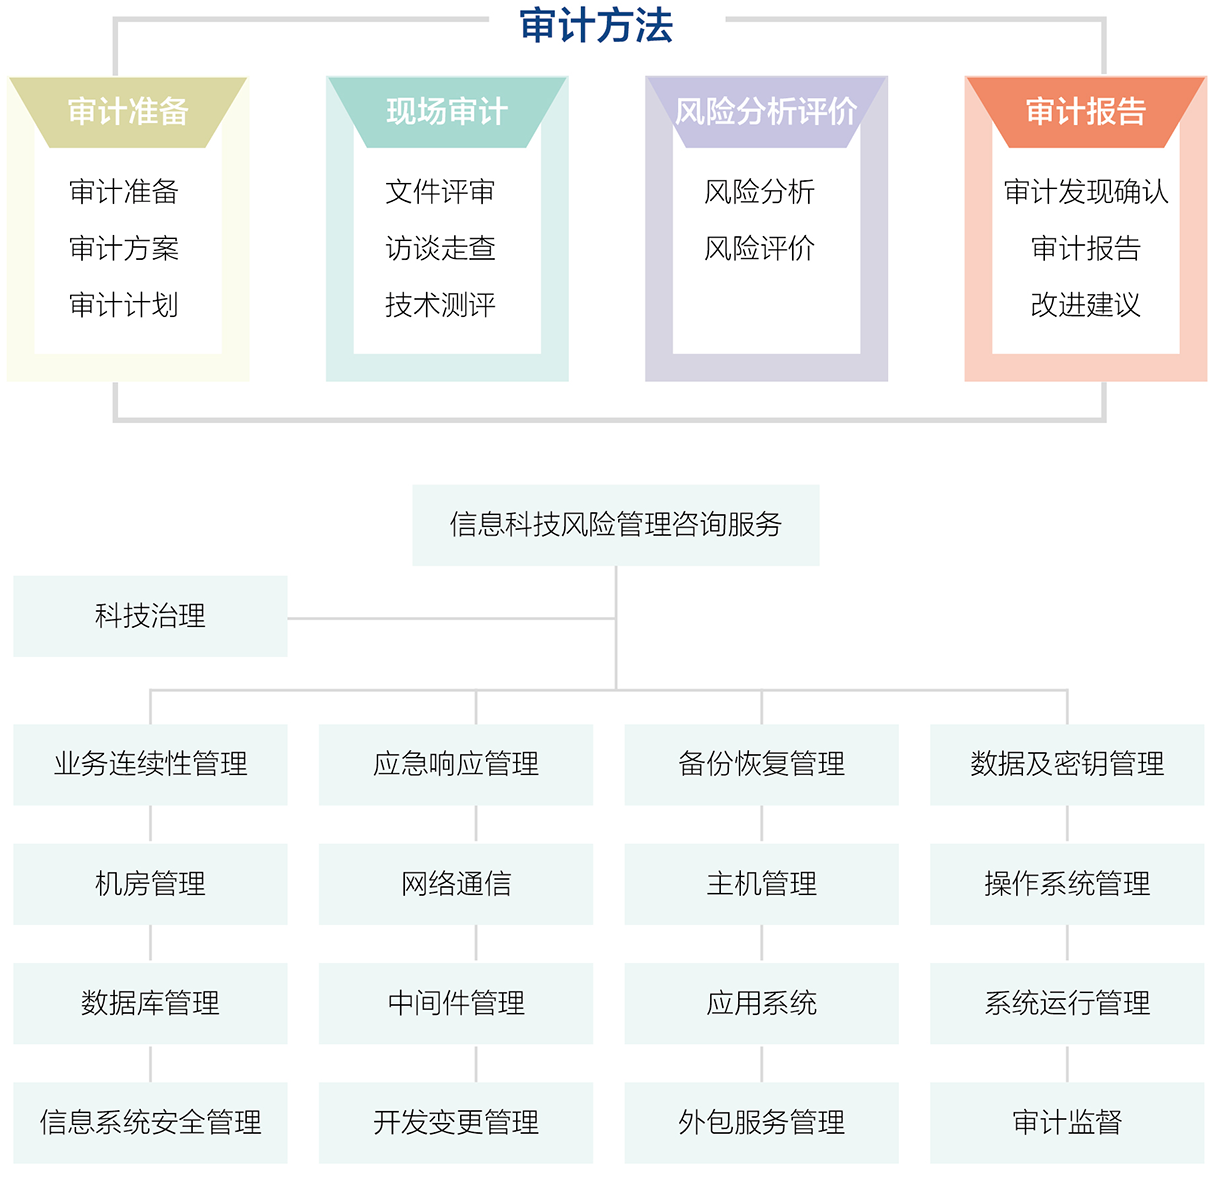 审计方法
审计准备
审计准备
审计方案
审计计划
现场审计
文件评审
访谈走查
技术测评
风险分析评价
风险分析
风险评价
审计报告
审计发现确认
审计报告
改进建议
信息科技风险管理咨询服务
科技治理
业务连续性管理
应急响应管理
备份恢复管理
数据及密钥管理
机房管理
网络通信
主机管理
操作系统管理
数据库管理
中间件管理
应用系统
系统运行管理
信息系统安全管理
开发变更管理
外包服务管理
审计监督